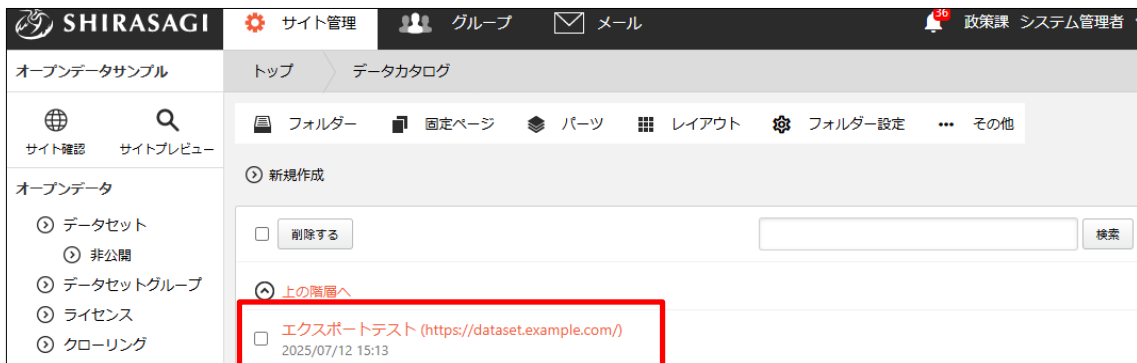 SHIRASAGI サイト管理 グループ メール 36 政策課 システム管理者
オープンデータサンプル トップ データカタログ
フォルダー 固定ページ パーツ レイアウト フォルダー設定 ••• その他
サイト確認 サイトプレビュー
新規作成
オープンデータ
データセット
削除する 検索
非公開
データセットグループ
上の階層へ
ライセンス
エクスポートテスト (https://dataset.example.com/)
クローリング
2025/07/12 15:13